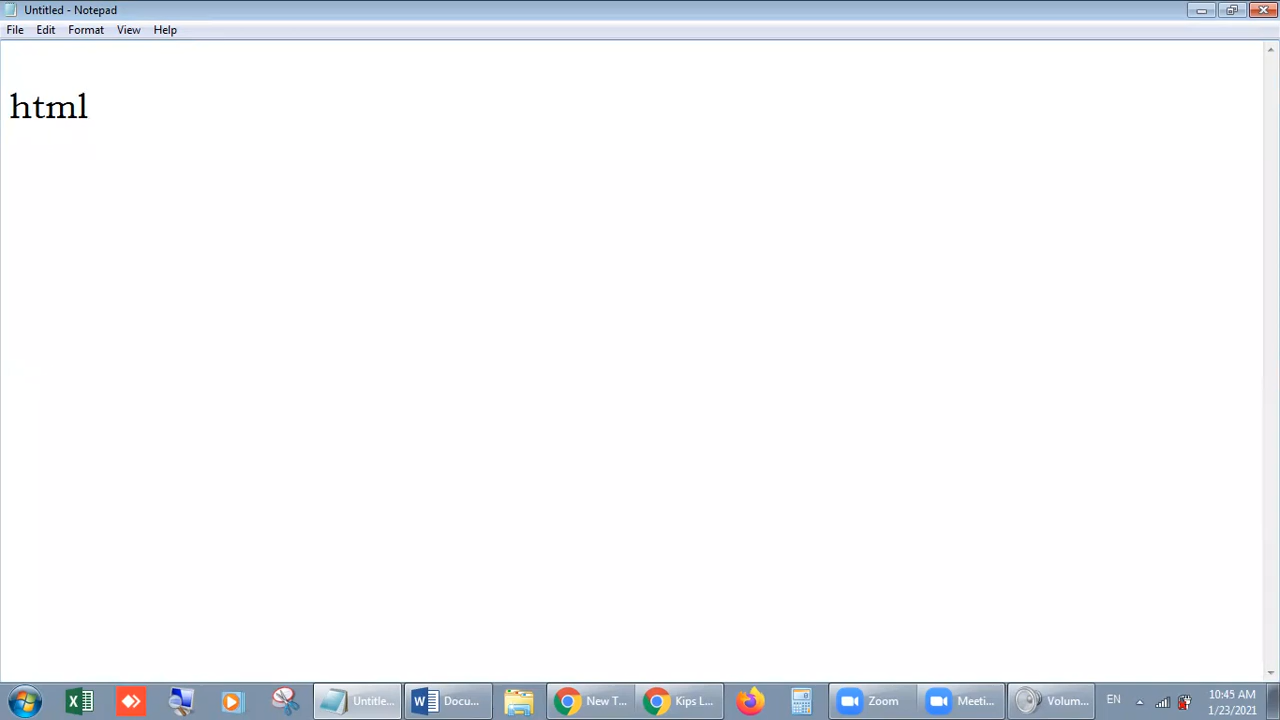 Untitled - Notepad
File Edit Format View Help
html
Untitle... Docu... New T... Kips L... Zoom Meeti... Volum... EN
10:45 AM
1/23/2021